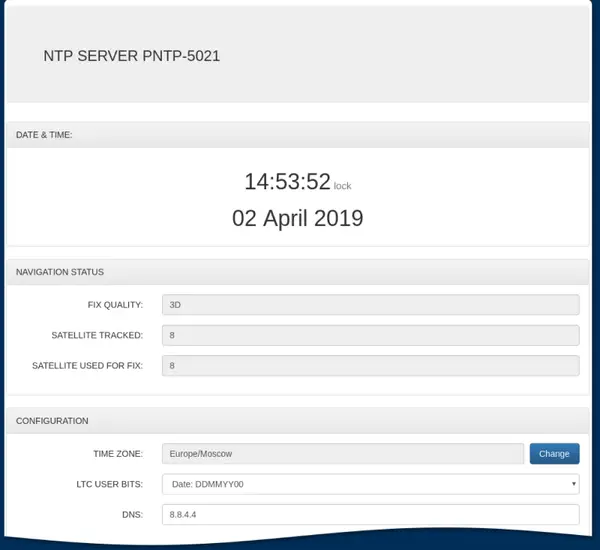 NTP SERVER PNTP-5021
DATE & TIME:
14:53:52 lock
02 April 2019
NAVIGATION STATUS
FIX QUALITY: 3D
SATELLITE TRACKED: 8
SATELLITE USED FOR FIX: 8
CONFIGURATION
TIME ZONE: Europe/Moscow Change
LTC USER BITS: Date: DDMMYY00
DNS: 8.8.4.4